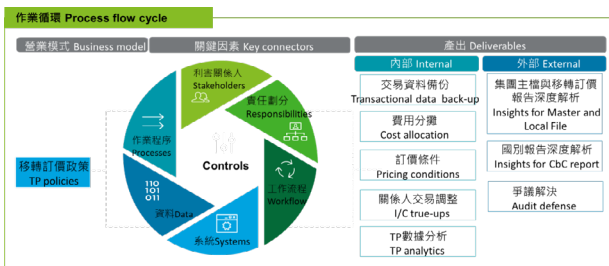 作業循環 Process flow cycle
營業模式 Business model
關鍵因素 Key connectors
產出 Deliverables
移轉訂價政策
TP policies
利害關係人
Stakeholders
責任劃分
Responsibilities
工作流程
Workflow
系統Systems
資料Data
110
101
011
作業程序
Processes
Controls
內部 Internal
交易資料備份
Transactional data back-up
費用分攤
Cost allocation
訂價條件
Pricing conditions
關係人交易調整
I/C true-ups
TP數據分析
TP analytics
外部 External
集團主檔與移轉訂價
報告深度解析
Insights for Master and
Local File
國別報告深度解析
Insights for CbC report
爭議解決
Audit defense